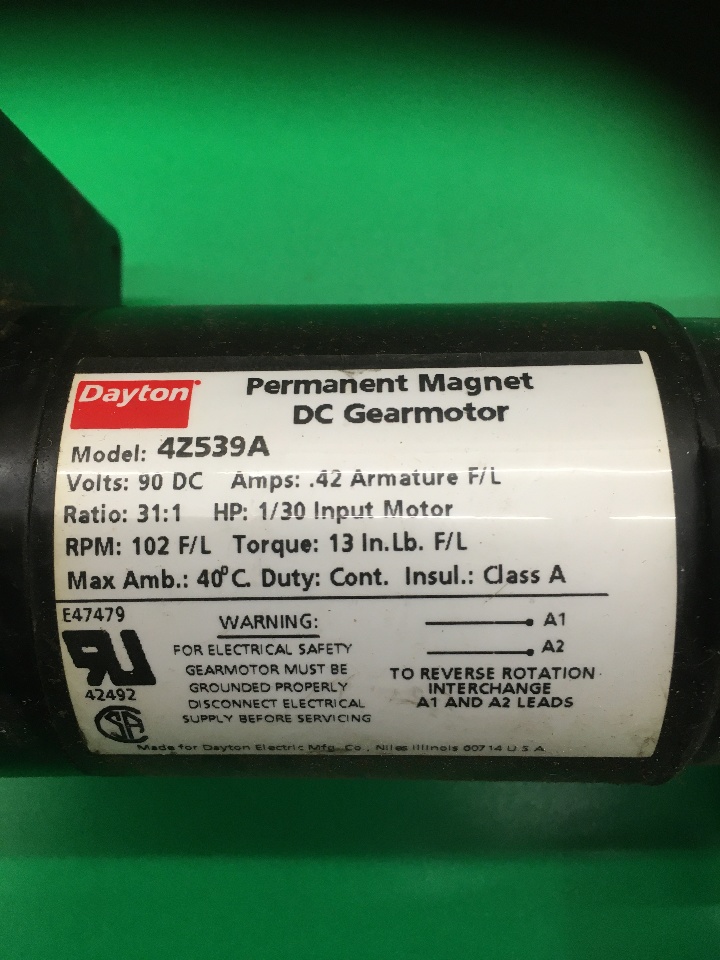 Dayton
Permanent Magnet
DC Gearmotor
Model: 4Z539A
Volts: 90 DC Amps: .42 Armature F/L
Ratio: 31:1 HP: 1/30 Input Motor
RPM: 102 F/L Torque: 13 In.Lb. F/L
Max Amb.: 40°C. Duty: Cont. Insul.: Class A
E47479
RU
42492
SA
WARNING:
FOR ELECTRICAL SAFETY
GEARMOTOR MUST BE
GROUNDED PROPERLY
DISCONNECT ELECTRICAL
SUPPLY BEFORE SERVICING
A1
A2
TO REVERSE ROTATION
INTERCHANGE
A1 AND A2 LEADS
Made for Dayton Electric Mfg. Co., Niles Illinois 60714 U.S.A.